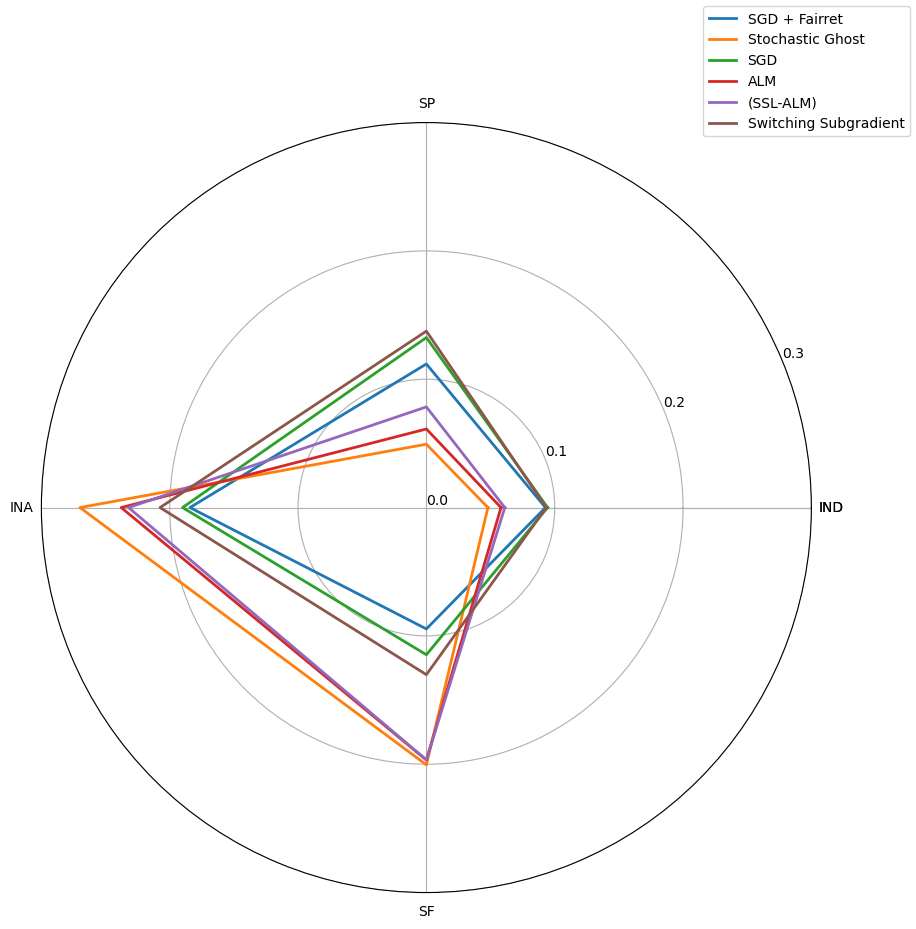 SGD + Fairret
Stochastic Ghost
SGD
ALM
(SSL-ALM)
Switching Subgradient
SP
0.3
0.2
0.1
0.0
INA
IND
SF